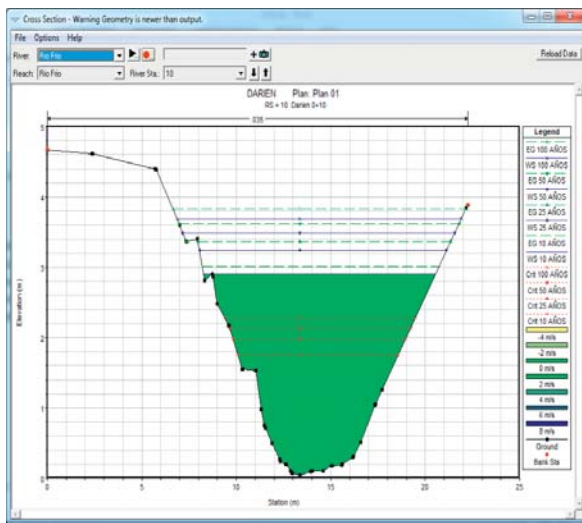 Cross Section - Warning Geometry is newer than output.
File Options Help
River: Rio Frio
Reload Data
Reach: Rio Frio River Sta.: 10
DARIEN Plan: Plan 01
RS = 10 Darien 0+10
.035
Legend
EG 100 AÑOS
WS 100 AÑOS
EG 50 AÑOS
WS 50 AÑOS
EG 25 AÑOS
WS 25 AÑOS
EG 10 AÑOS
WS 10 AÑOS
Crit 100 AÑOS
Crit 50 AÑOS
Crit 25 AÑOS
Crit 10 AÑOS
-4 m/s
-2 m/s
0 m/s
2 m/s
4 m/s
6 m/s
8 m/s
Ground
Bank Sta
Elevation (m)
5
4
3
2
1
0
0 5 10 15 20 25
Station (m)